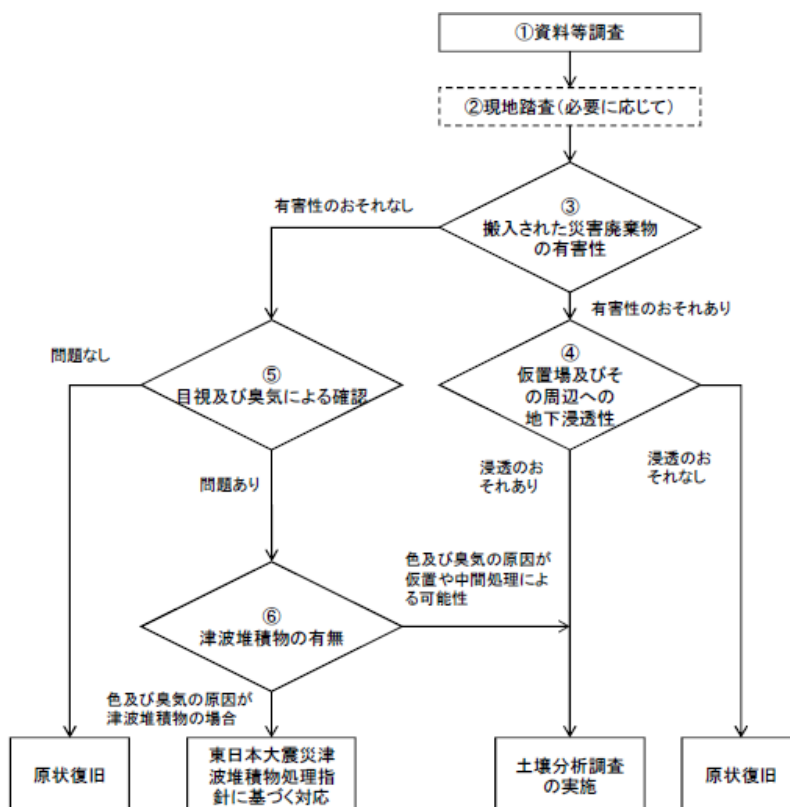 ①資料等調査
②現地踏査(必要に応じて)
③
搬入された災害廃棄物
の有害性
有害性のおそれなし
有害性のおそれあり
問題なし
⑤
目視及び臭気による確認
④
仮置場及びそ
の周辺への
地下浸透性
問題あり
浸透のお
それあり
浸透のお
それなし
色及び臭気の原因が
仮置や中間処理によ
る可能性
⑥
津波堆積物の有無
色及び臭気の原因が
津波堆積物の場合
原状復旧
東日本大震災津
波堆積物処理指
針に基づく対応
土壌分析調査
の実施
原状復旧